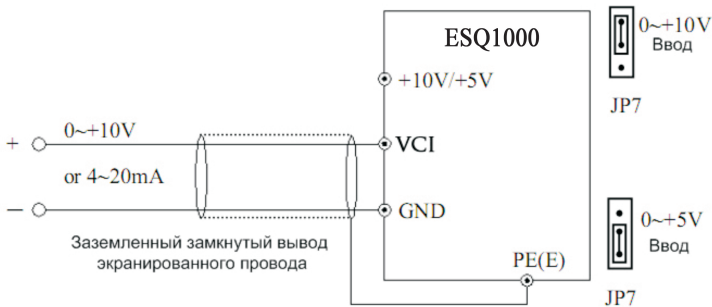 ESQ1000
0~+10V
Ввод
JP7
+10V/+5V
+
0~+10V
VCI
or 4~20mA
−
GND
0~+5V
Ввод
JP7
Заземленный замкнутый вывод
экранированного провода
PE(E)